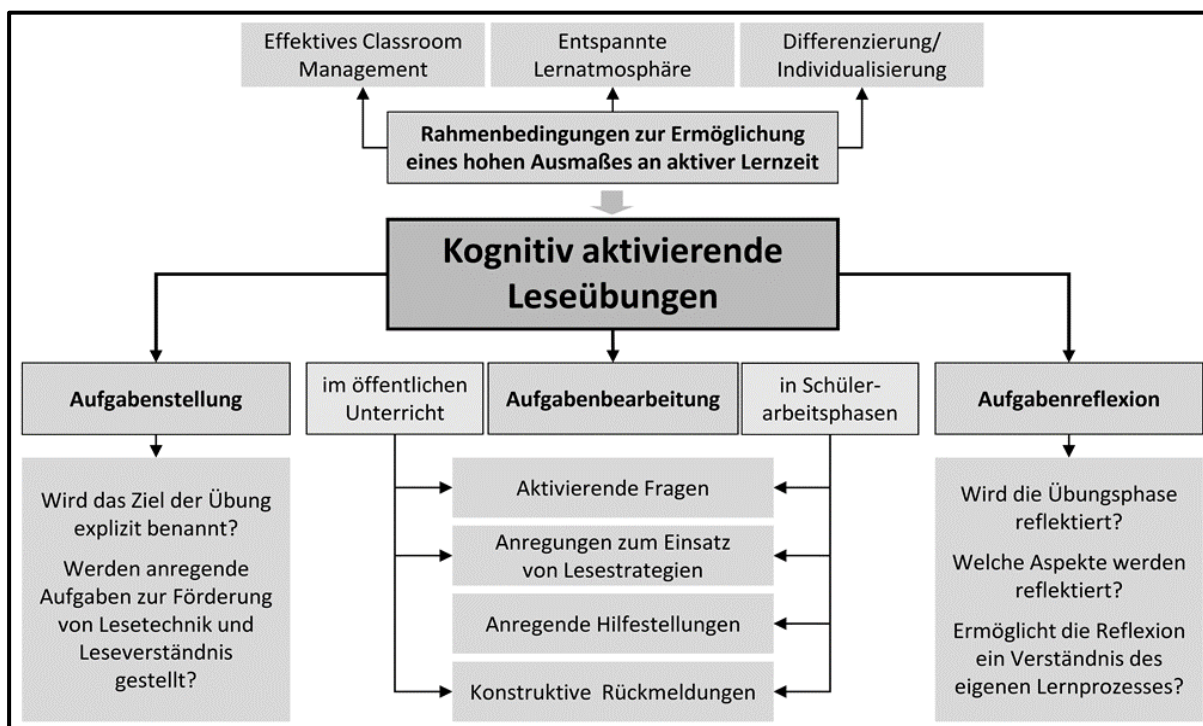 Effektives Classroom
Management
Entspannte
Lernatmosphäre
Differenzierung/
Individualisierung
Rahmenbedingungen zur Ermöglichung
eines hohen Ausmaßes an aktiver Lernzeit
Kognitiv aktivierende
Leseübungen
Aufgabenstellung
im öffentlichen
Unterricht
Aufgabenbearbeitung
in Schüler-
arbeitsphasen
Aufgabenreflexion
Wird das Ziel der Übung
explizit benannt?
Werden anregende
Aufgaben zur Förderung
von Lesetechnik und
Leseverständnis
gestellt?
Aktivierende Fragen
Anregungen zum Einsatz
von Lesestrategien
Anregende Hilfestellungen
Konstruktive Rückmeldungen
Wird die Übungsphase
reflektiert?
Welche Aspekte werden
reflektiert?
Ermöglicht die Reflexion
ein Verständnis des
eigenen Lernprozesses?